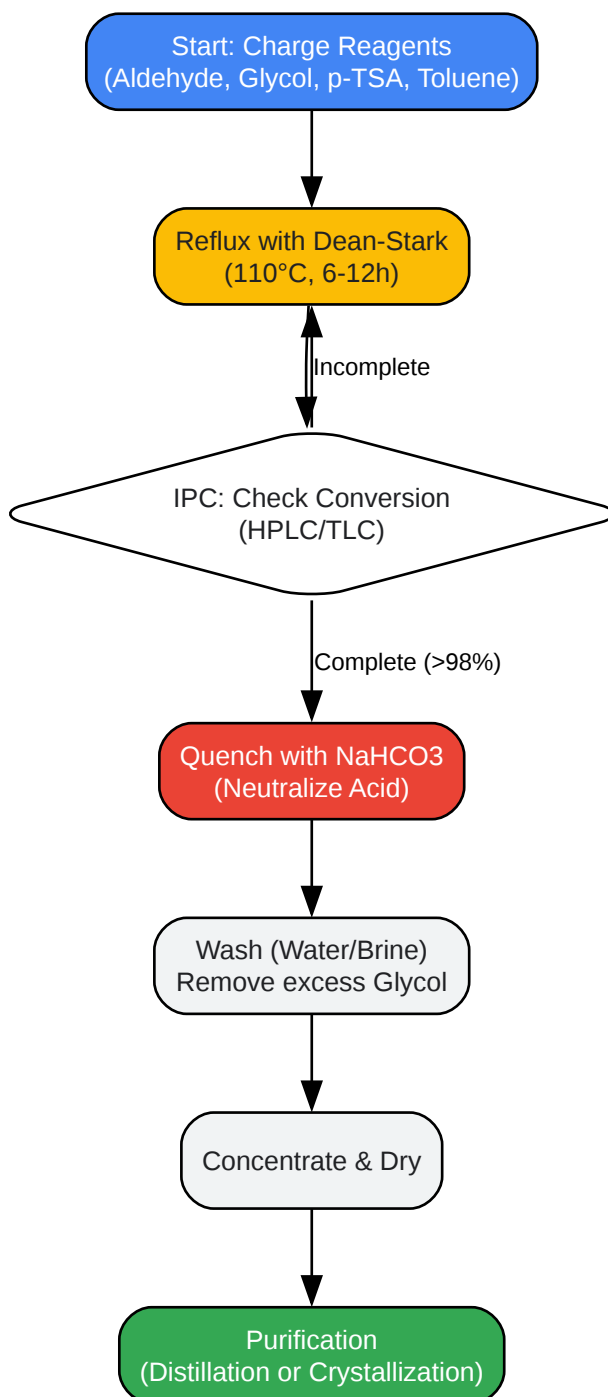 Start: Charge Reagents
(Aldehyde, Glycol, p-TSA, Toluene)
Reflux with Dean-Stark
(110°C, 6-12h)
Incomplete
IPC: Check Conversion
(HPLC/TLC)
Complete (>98%)
Quench with NaHCO3
(Neutralize Acid)
Wash (Water/Brine)
Remove excess Glycol
Concentrate & Dry
Purification
(Distillation or Crystallization)